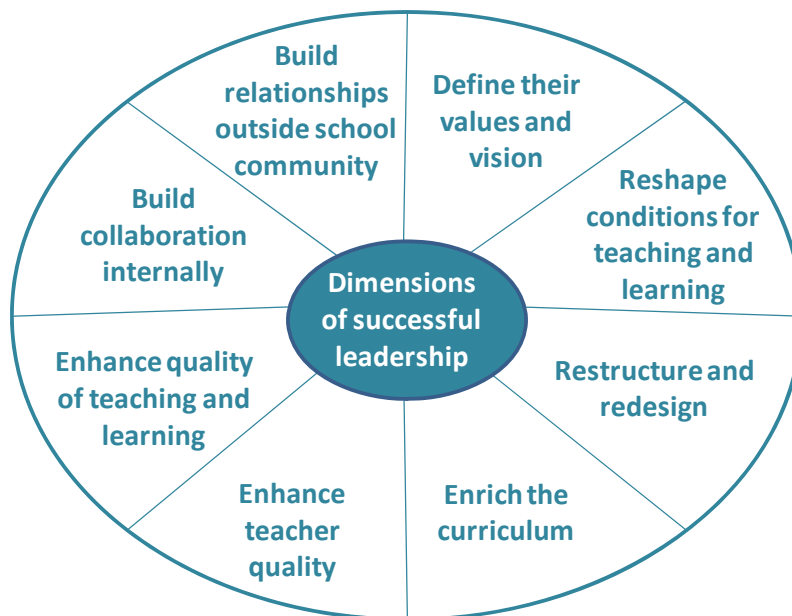 Dimensions
of successful
leadership
Define their
values and
vision
Reshape
conditions for
teaching and
learning
Restructure and
redesign
Enrich the
curriculum
Enhance
teacher
quality
Enhance quality
of teaching and
learning
Build
collaboration
internally
Build
relationships
outside school
community